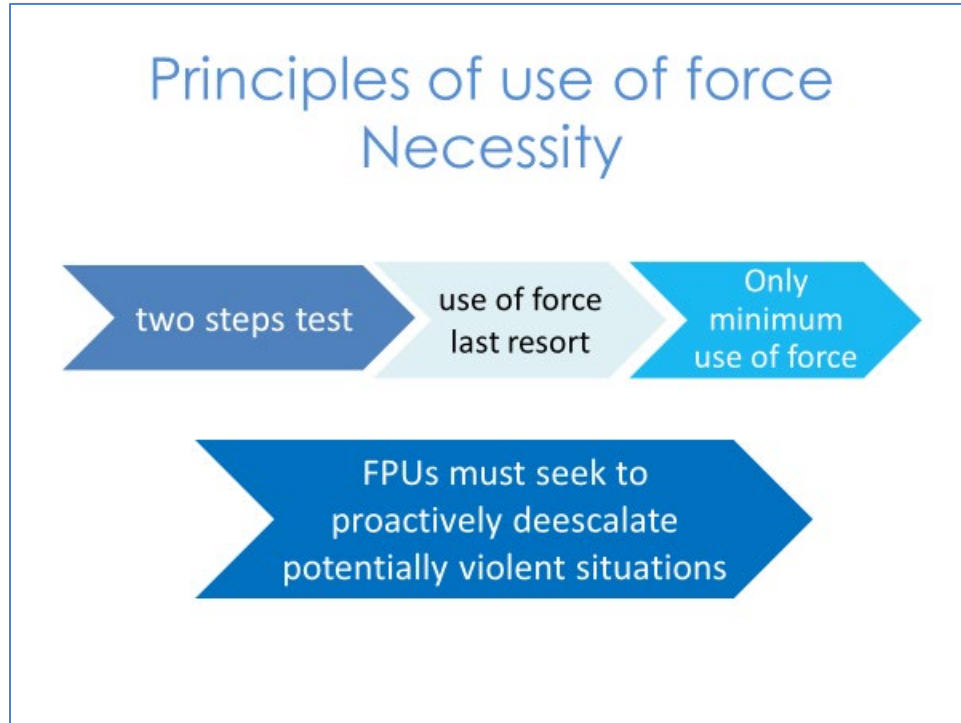 Principles of use of force
Necessity
two steps test
use of force
last resort
Only
minimum
use of force
FPUs must seek to
proactively deescalate
potentially violent situations